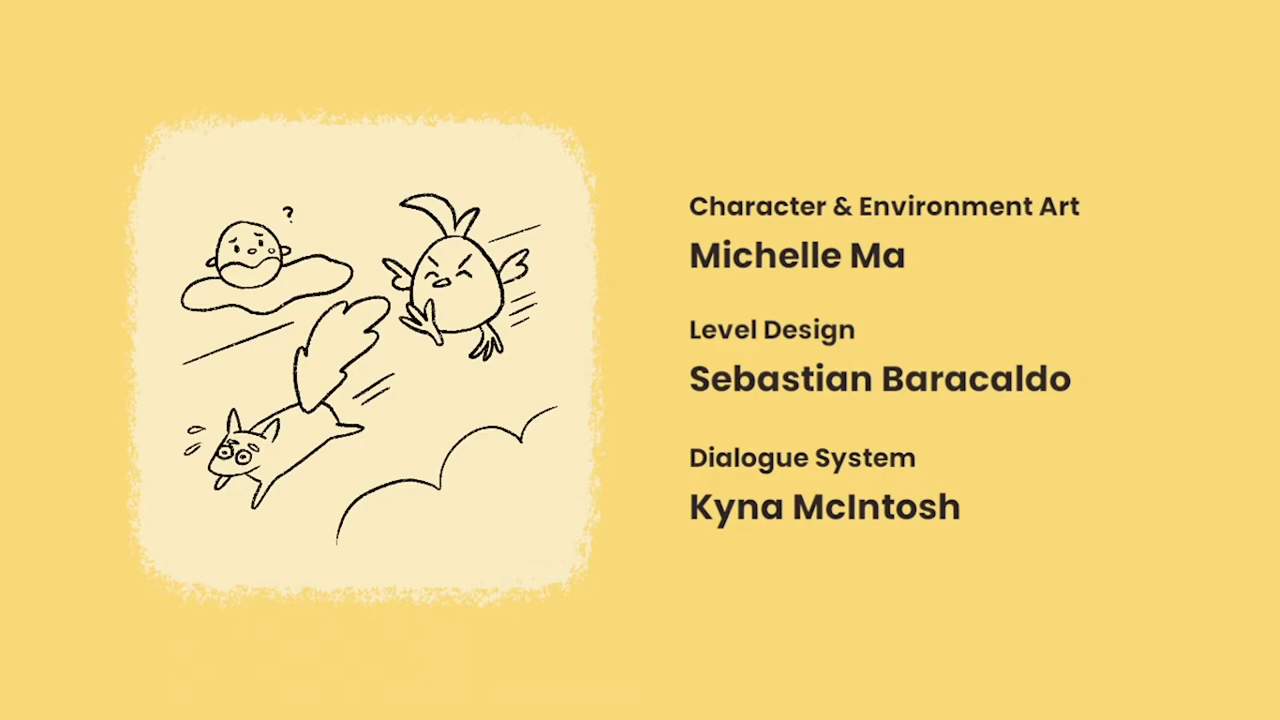 ?
Character & Environment Art
Michelle Ma
Level Design
Sebastian Baracaldo
Dialogue System
Kyna McIntosh